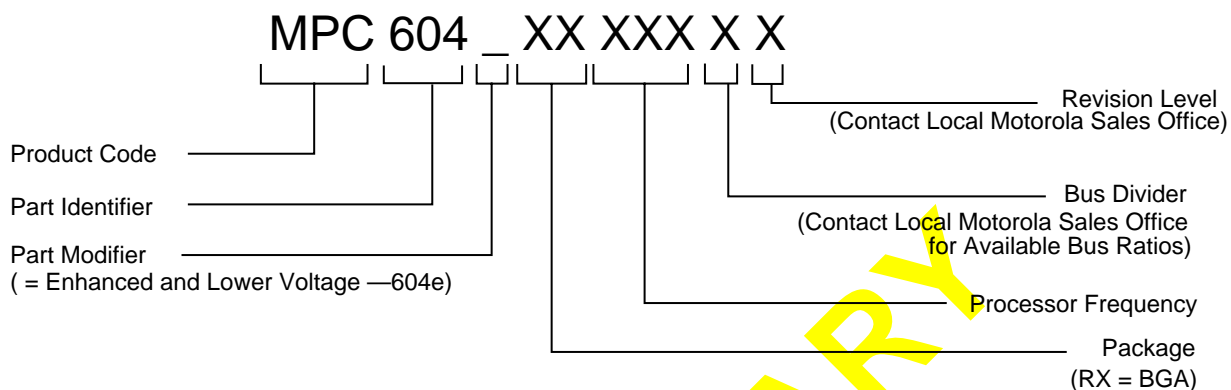 MPC 604 _ XX XXX X X
Revision Level
(Contact Local Motorola Sales Office)
Product Code
Part Identifier
Bus Divider
(Contact Local Motorola Sales Office
for Available Bus Ratios)
Part Modifier
( = Enhanced and Lower Voltage —604e)
Processor Frequency
Package
(RX = BGA)
ARY